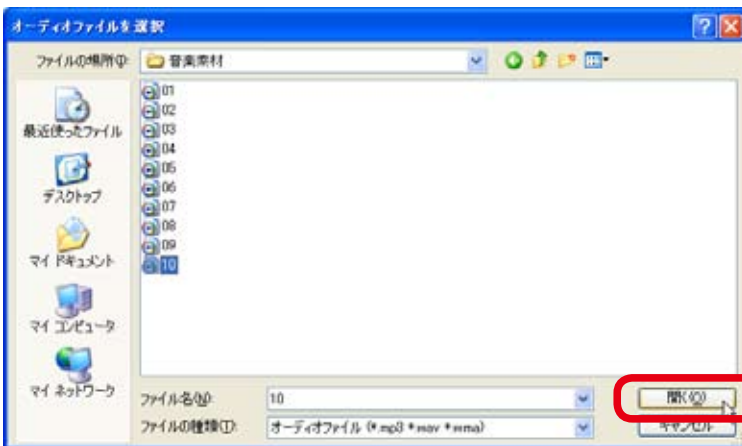 オーディオファイルを選択
ファイルの場所(I):
音楽素材
01
02
03
04
05
06
07
08
09
10
最近使ったファイル
デスクトップ
マイ ドキュメント
マイ コンピュータ
マイ ネットワーク
ファイル名(N):
10
開く(O)
ファイルの種類(T):
オーディオファイル (*.mp3 *.wav *.wma)
キャンセル